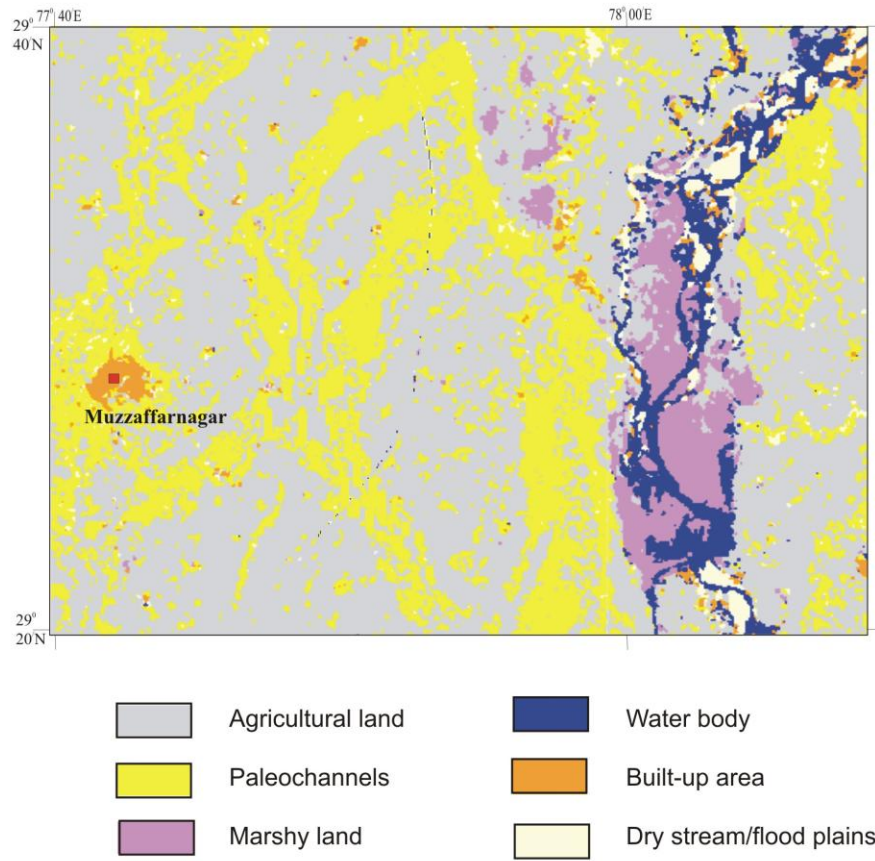 77° 40'E
78° 00'E
29°
40'N
Muzzaffarnagar
29°
20'N
Agricultural land
Water body
Paleochannels
Built-up area
Marshy land
Dry stream/flood plains